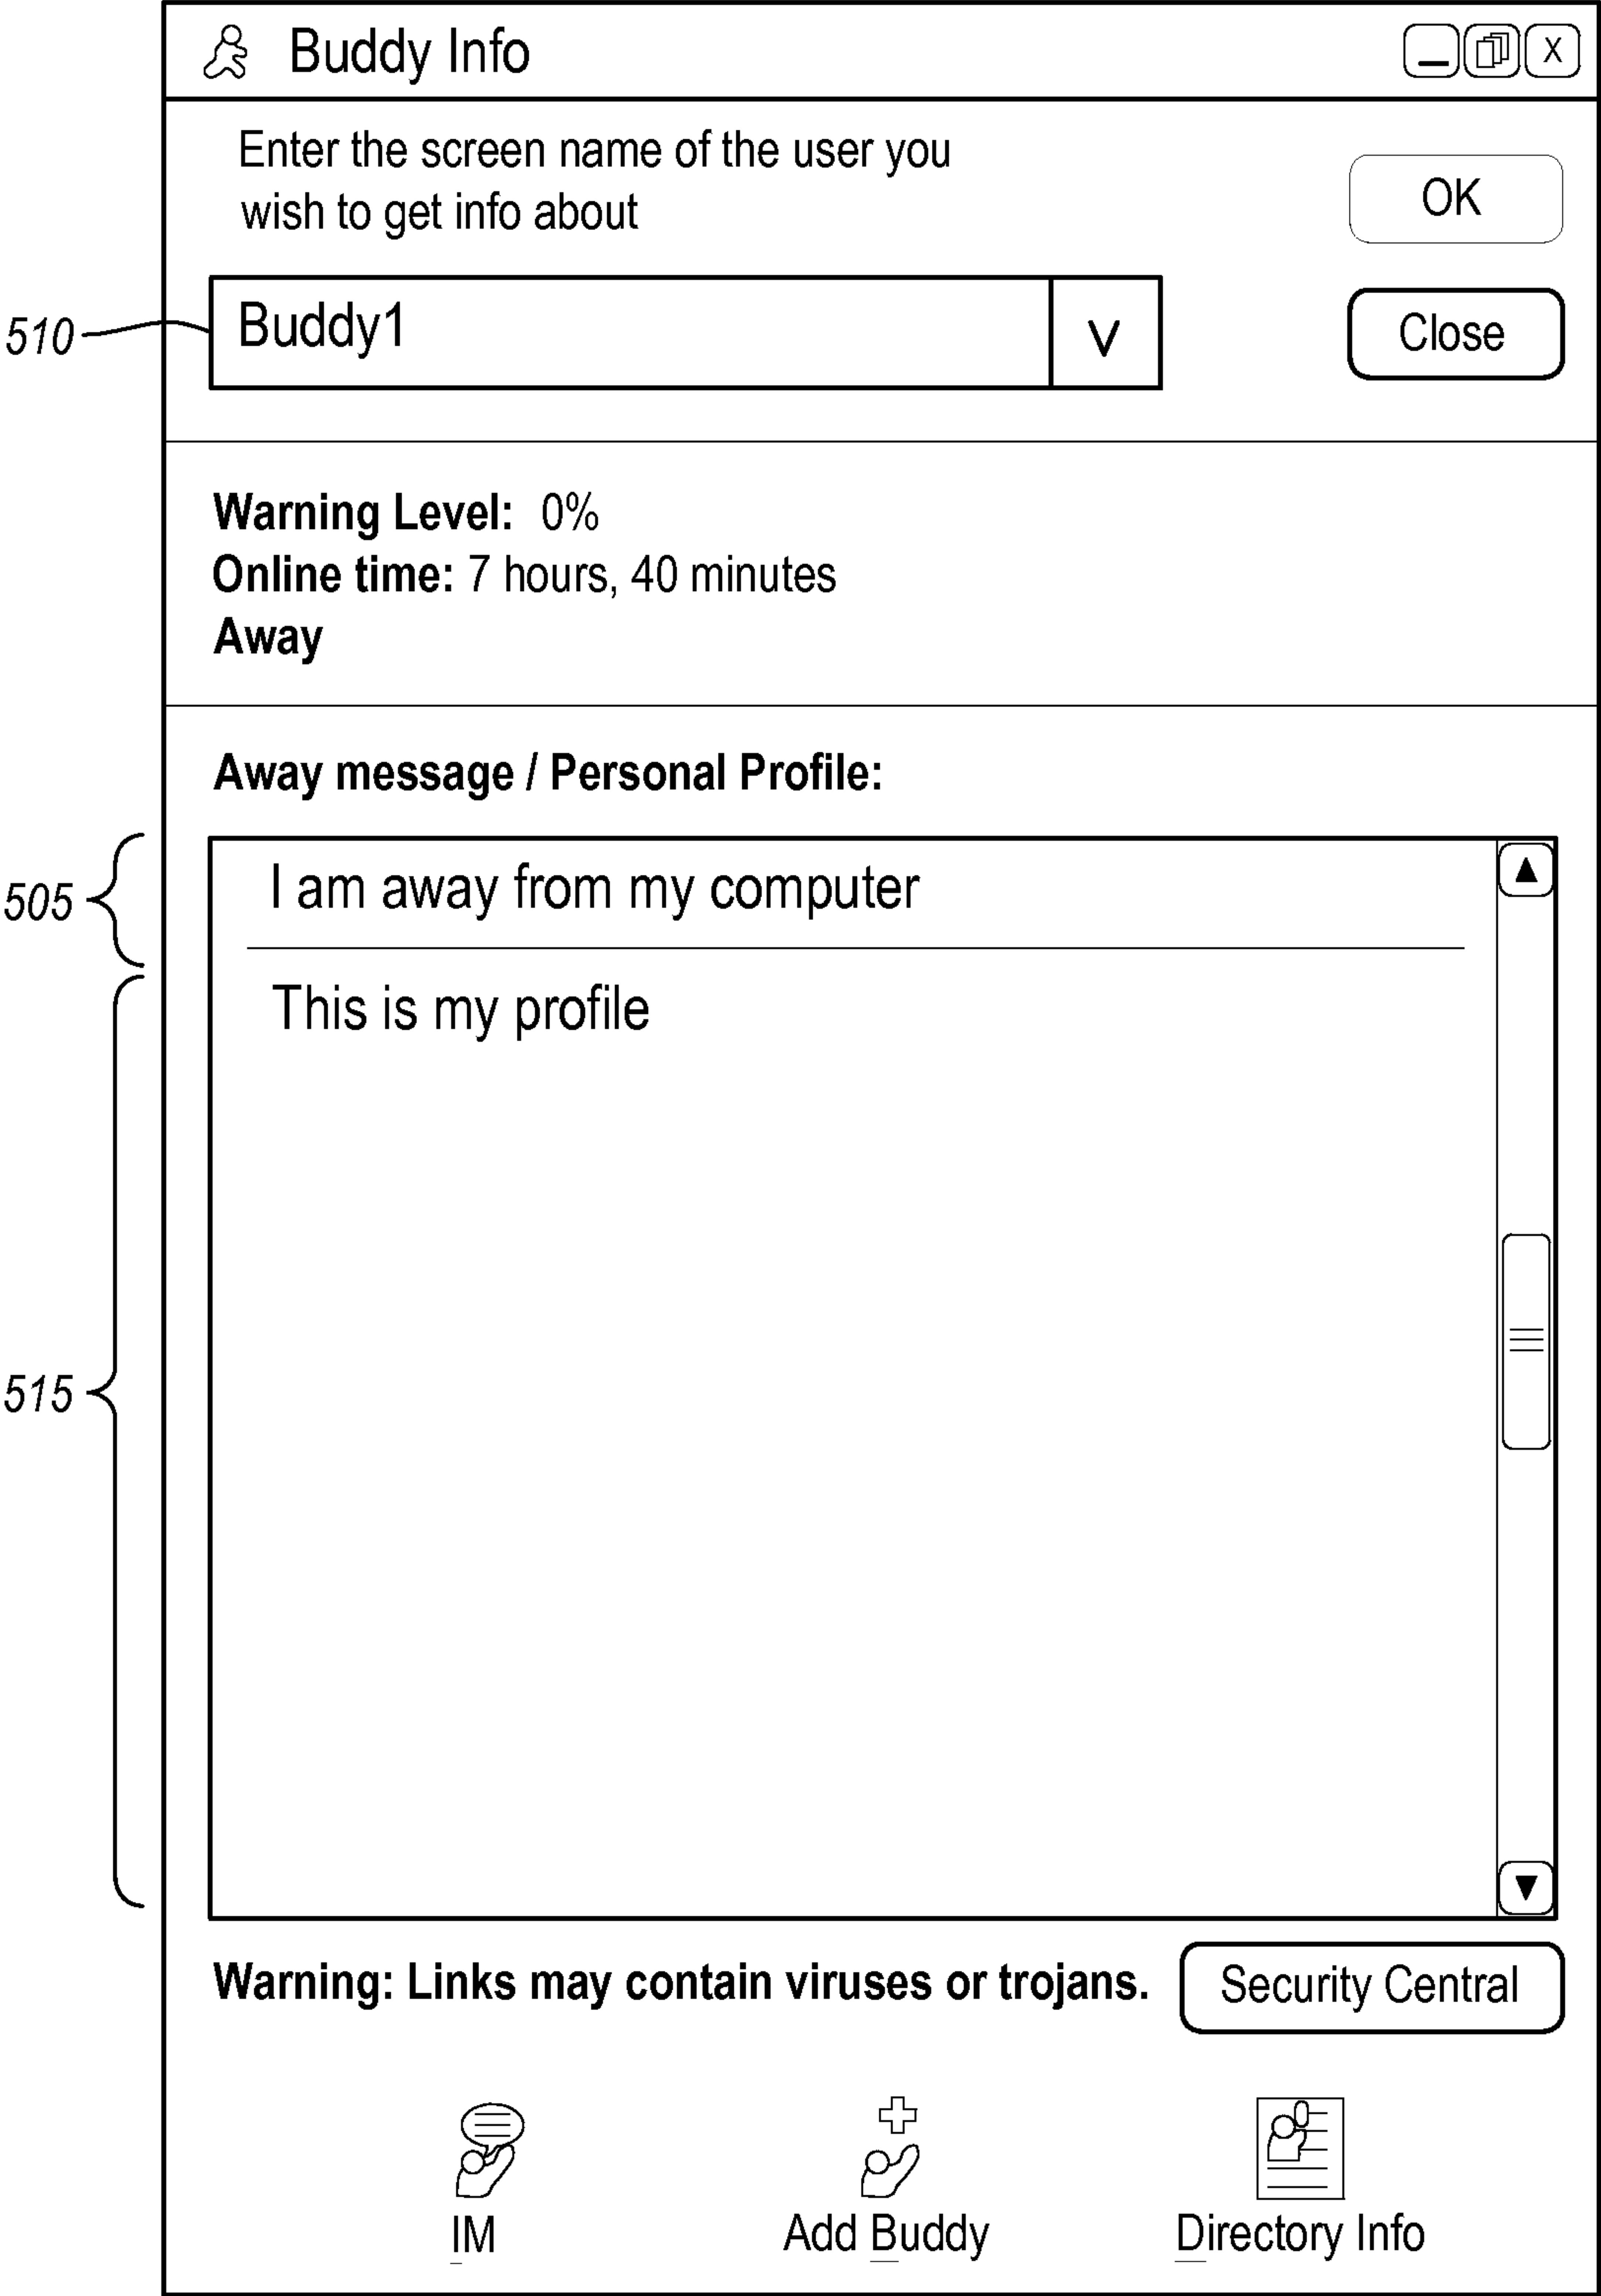 Buddy Info
X
Enter the screen name of the user you
wish to get info about
OK
510
Buddy1
V
Close
Warning Level: 0%
Online time: 7 hours, 40 minutes
Away
Away message / Personal Profile:
505
I am away from my computer
This is my profile
515
Warning: Links may contain viruses or trojans.
Security Central
IM
Add Buddy
Directory Info